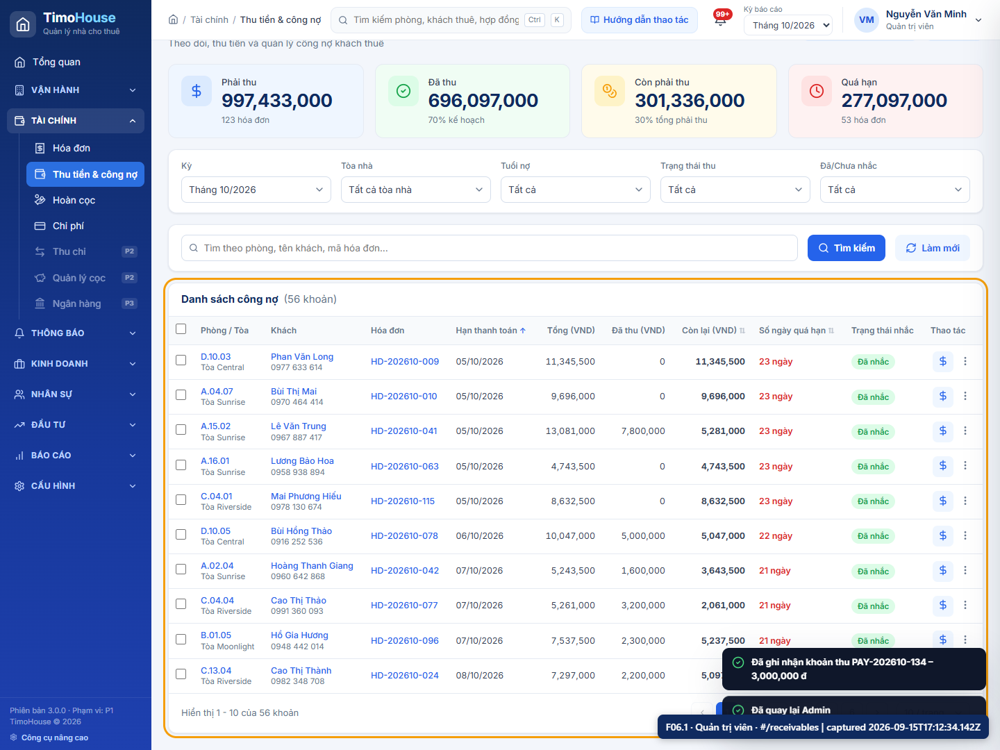 TimoHouse
Quản lý nhà cho thuê
Tổng quan
VẬN HÀNH
TÀI CHÍNH
Hóa đơn
Thu tiền & công nợ
Hoàn cọc
Chi phí
Thu chi P2
Quản lý cọc P2
Ngân hàng P3
THÔNG BÁO
KINH DOANH
NHÂN SỰ
ĐẦU TƯ
BÁO CÁO
CẤU HÌNH
Phiên bản 3.0.0 · Phạm vi: P1
TimoHouse © 2026
Công cụ nâng cao
/ Tài chính / Thu tiền & công nợ
Tìm kiếm phòng, khách thuê, hợp đồng Ctrl K
Hướng dẫn thao tác
99+
Kỳ báo cáo
Tháng 10/2026
VM
Nguyễn Văn Minh
Quản trị viên
Theo dõi, thu tiền và quản lý công nợ khách thuê
Phải thu
997,433,000
123 hóa đơn
Đã thu
696,097,000
70% kế hoạch
Còn phải thu
301,336,000
30% tổng phải thu
Quá hạn
277,097,000
53 hóa đơn
Kỳ Tòa nhà Tuổi nợ Trạng thái thu Đã/Chưa nhắc
Tháng 10/2026 Tất cả tòa nhà Tất cả Tất cả Tất cả
Tìm theo phòng, tên khách, mã hóa đơn... Tìm kiếm Làm mới
Danh sách công nợ (56 khoản)
Phòng / Tòa Khách Hóa đơn Hạn thanh toán ↑ Tổng (VND) Đã thu (VND) Còn lại (VND) ⇅ Số ngày quá hạn ⇅ Trạng thái nhắc Thao tác
D.10.03 Phan Văn Long HD-202610-009 05/10/2026 11,345,500 0 11,345,500 23 ngày Đã nhắc
Tòa Central 0977 633 614
A.04.07 Bùi Thị Mai HD-202610-010 05/10/2026 9,696,000 0 9,696,000 23 ngày Đã nhắc
Tòa Sunrise 0970 464 414
A.15.02 Lê Văn Trung HD-202610-041 05/10/2026 13,081,000 7,800,000 5,281,000 23 ngày Đã nhắc
Tòa Sunrise 0967 887 417
A.16.01 Lương Bảo Hoa HD-202610-063 05/10/2026 4,743,500 0 4,743,500 23 ngày Đã nhắc
Tòa Sunrise 0958 938 894
C.04.01 Mai Phương Hiếu HD-202610-115 05/10/2026 8,632,500 0 8,632,500 23 ngày Đã nhắc
Tòa Riverside 0978 130 674
D.10.05 Bùi Hồng Thảo HD-202610-078 06/10/2026 10,047,000 5,000,000 5,047,000 22 ngày Đã nhắc
Tòa Central 0916 252 536
A.02.04 Hoàng Thanh Giang HD-202610-042 07/10/2026 5,243,500 1,600,000 3,643,500 21 ngày Đã nhắc
Tòa Sunrise 0960 642 868
C.04.04 Cao Thị Thảo HD-202610-077 07/10/2026 5,261,000 3,200,000 2,061,000 21 ngày Đã nhắc
Tòa Riverside 0991 360 093
B.01.05 Hồ Gia Hương HD-202610-096 07/10/2026 7,537,500 2,300,000 5,237,500 21 ngày Đã nhắc
Tòa Moonlight 0948 442 014
C.13.04 Cao Thị Thành HD-202610-024 08/10/2026 7,297,000 2,200,000
Tòa Riverside 0982 348 708
Hiển thị 1 - 10 của 56 khoản
Đã ghi nhận khoản thu PAY-202610-134 –
3,000,000 đ
Đã quay lại Admin
F06.1 · Quản trị viên · #/receivables | captured 2026-09-15T17:12:34.142Z